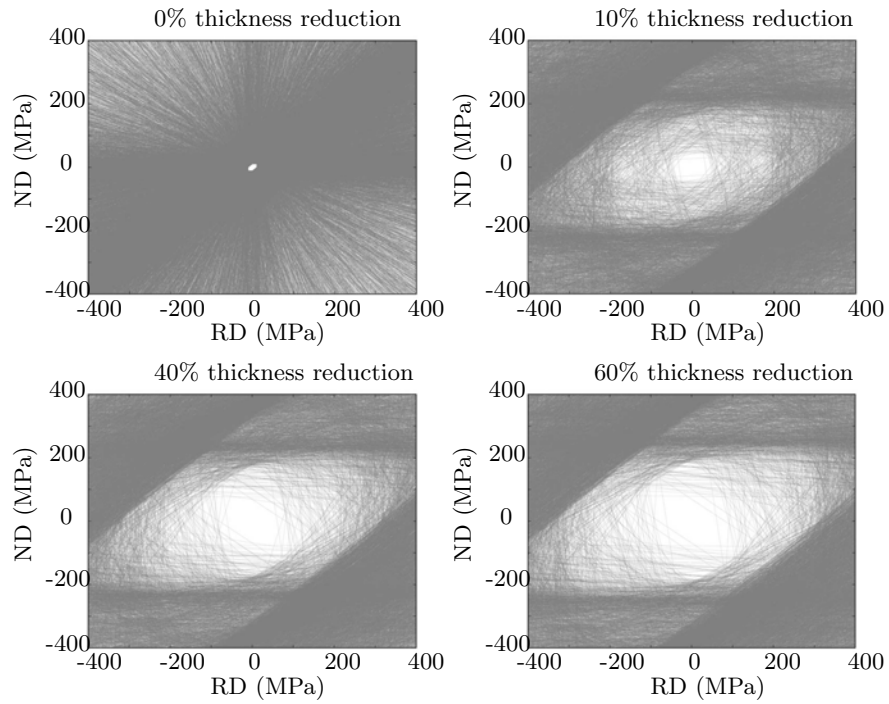 0% thickness reduction
400
200
0
-200
-400
ND (MPa)
-400 -200 0 200 400
RD (MPa)
10% thickness reduction
400
200
0
-200
-400
ND (MPa)
-400 -200 0 200 400
RD (MPa)
40% thickness reduction
400
200
0
-200
-400
ND (MPa)
-400 -200 0 200 400
RD (MPa)
60% thickness reduction
400
200
0
-200
-400
ND (MPa)
-400 -200 0 200 400
RD (MPa)